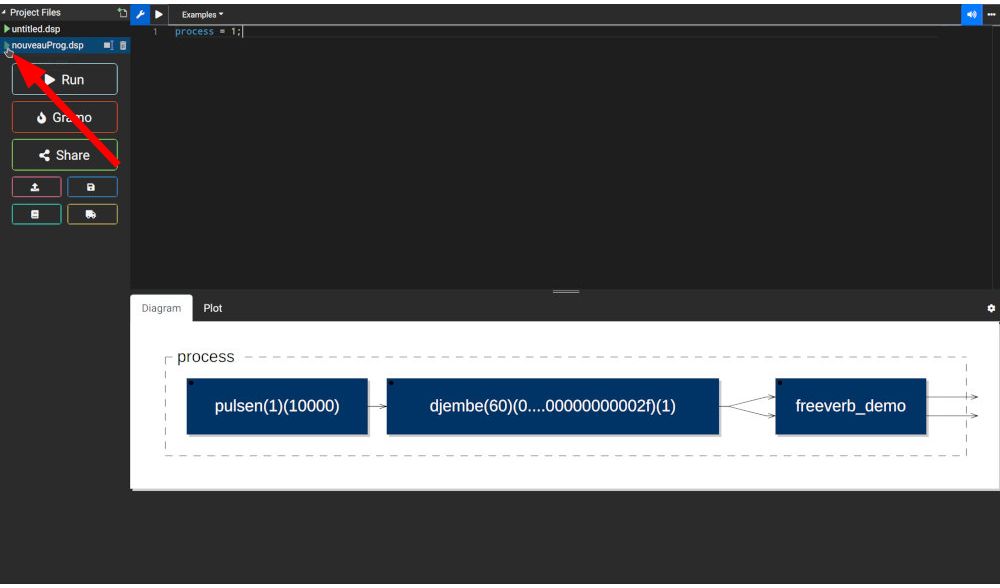 Project Files
Examples
untitled.dsp
nouveauProg.dsp
1 process = 1;
Run
Gramo
Share
Diagram
Plot
process
pulsen(1)(10000)
djembe(60)(0....00000000002f)(1)
freeverb_demo